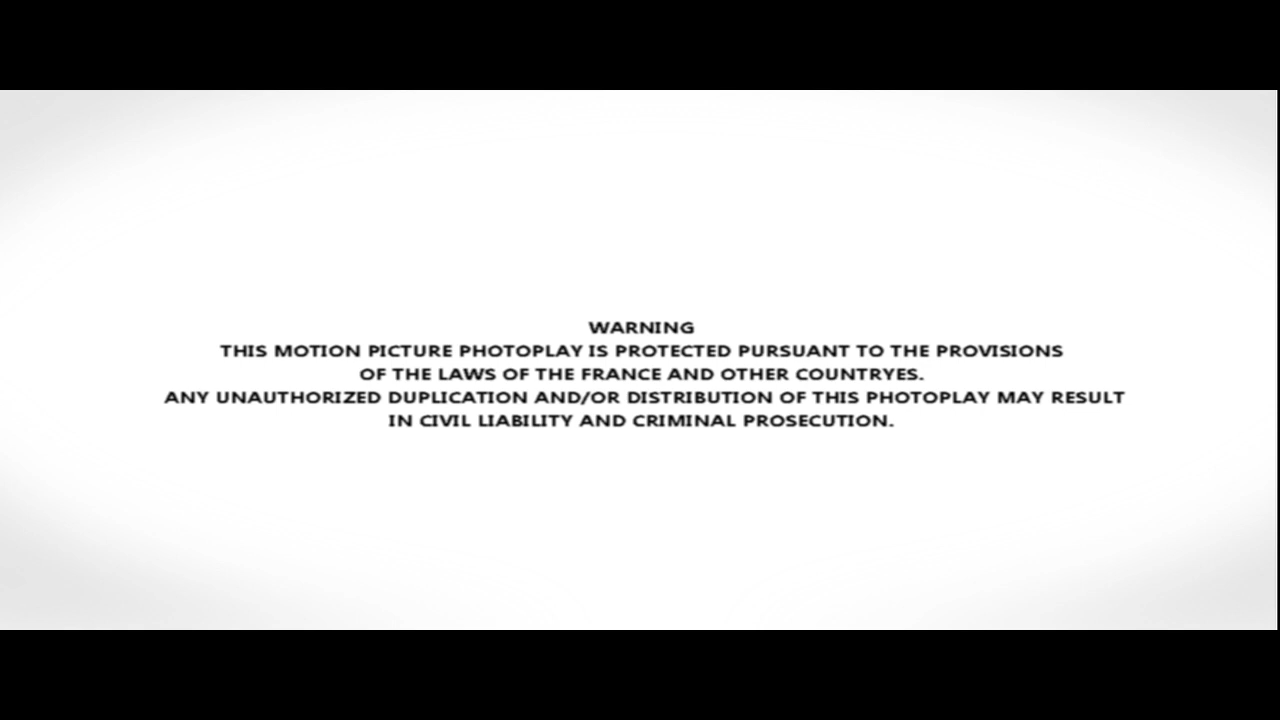 WARNING
THIS MOTION PICTURE PHOTOPLAY IS PROTECTED PURSUANT TO THE PROVISIONS
OF THE LAWS OF THE FRANCE AND OTHER COUNTRYES.
ANY UNAUTHORIZED DUPLICATION AND/OR DISTRIBUTION OF THIS PHOTOPLAY MAY RESULT
IN CIVIL LIABILITY AND CRIMINAL PROSECUTION.